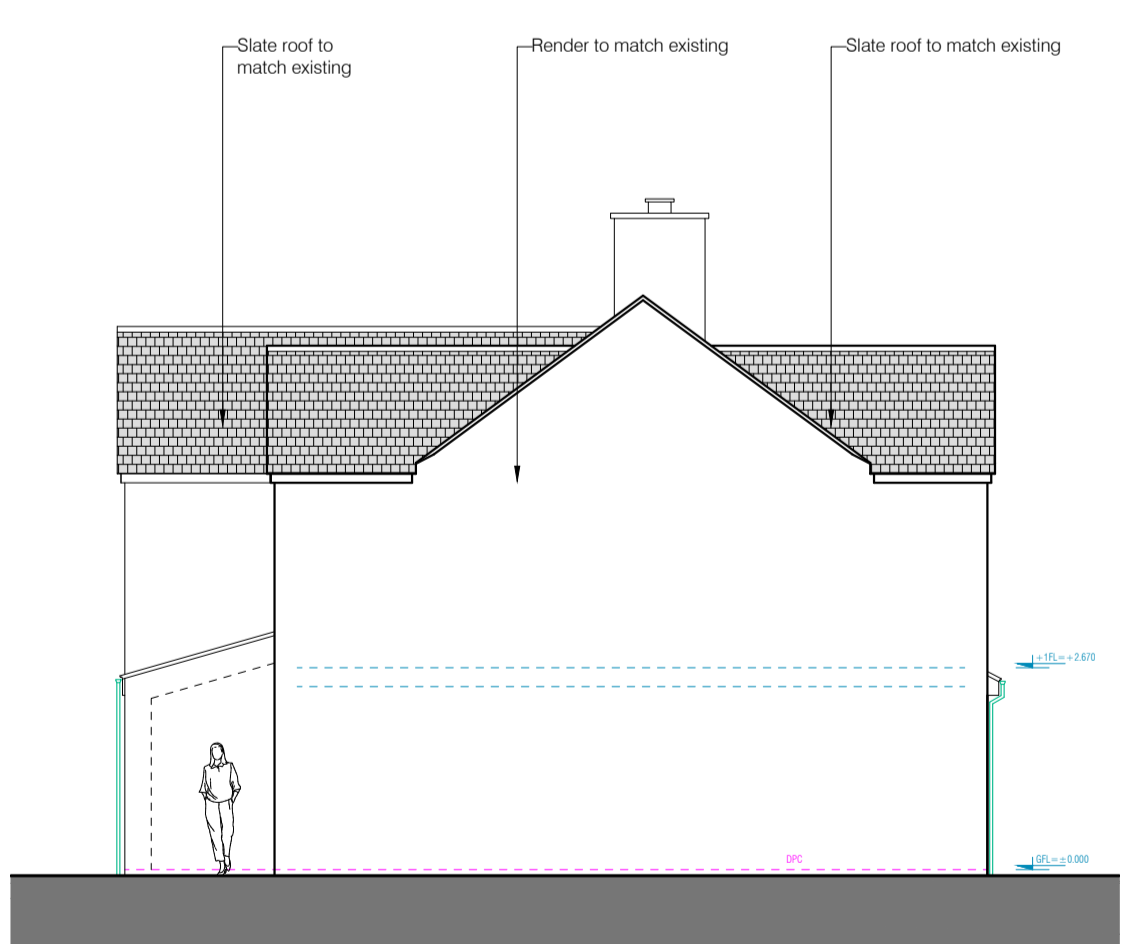 Slate roof to
match existing
Render to match existing
Slate roof to match existing
+1FL=+2.670
DPC
GFL=±0.000